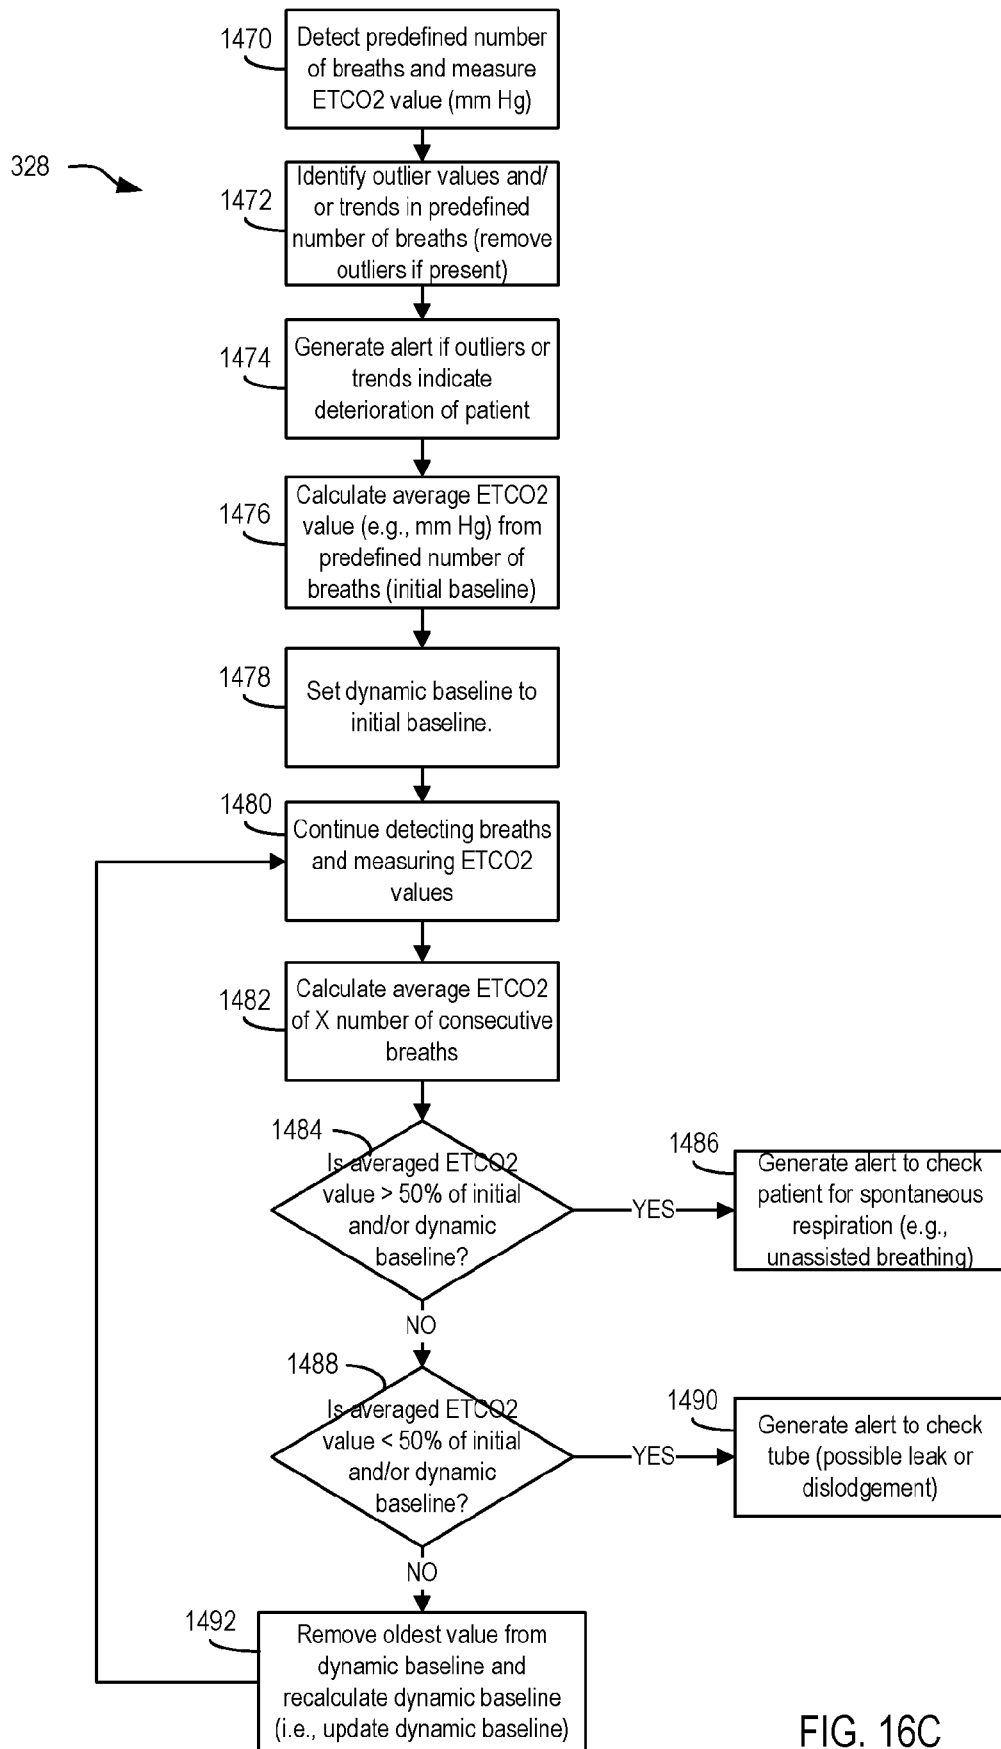 1470
Detect predefined number
of breaths and measure
ETCO2 value (mm Hg)
328
1472
Identify outlier values and/
or trends in predefined
number of breaths (remove
outliers if present)
1474
Generate alert if outliers or
trends indicate
deterioration of patient
1476
Calculate average ETCO2
value (e.g., mm Hg) from
predefined number of
breaths (initial baseline)
1478
Set dynamic baseline to
initial baseline.
1480
Continue detecting breaths
and measuring ETCO2
values
1482
Calculate average ETCO2
of X number of consecutive
breaths
1484
Is averaged ETCO2
value > 50% of initial
and/or dynamic
baseline?
YES
1486
Generate alert to check
patient for spontaneous
respiration (e.g.,
unassisted breathing)
NO
1488
Is averaged ETCO2
value < 50% of initial
and/or dynamic
baseline?
YES
1490
Generate alert to check
tube (possible leak or
dislodgement)
NO
1492
Remove oldest value from
dynamic baseline and
recalculate dynamic baseline
(i.e., update dynamic baseline)
FIG. 16C